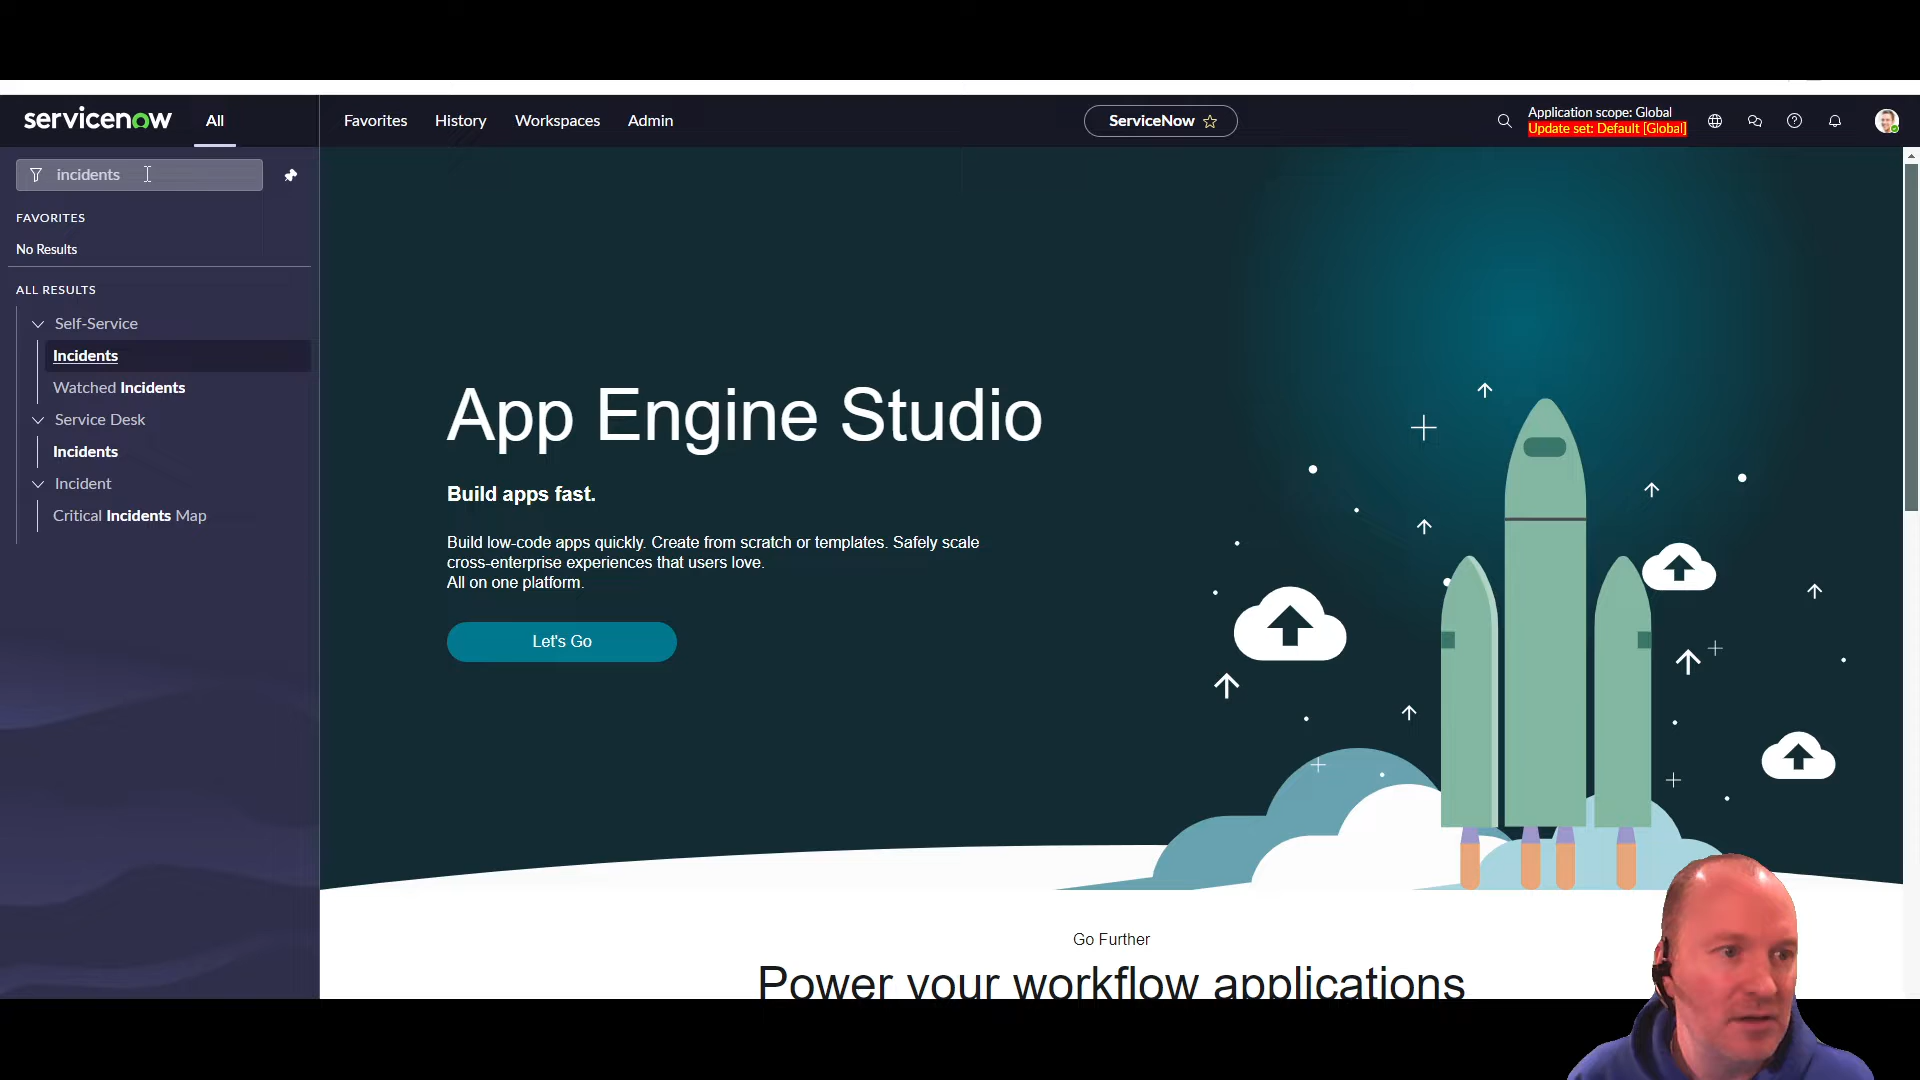 servicenow
All
Favorites
History
Workspaces
Admin
ServiceNow
Application scope: Global
Update set: Default [Global]
incidents
FAVORITES
No Results
ALL RESULTS
Self-Service
Incidents
Watched Incidents
Service Desk
Incidents
Incident
Critical Incidents Map
App Engine Studio
Build apps fast.
Build low-code apps quickly. Create from scratch or templates. Safely scale
cross-enterprise experiences that users love.
All on one platform.
Let's Go
Go Further
Power your workflow applications